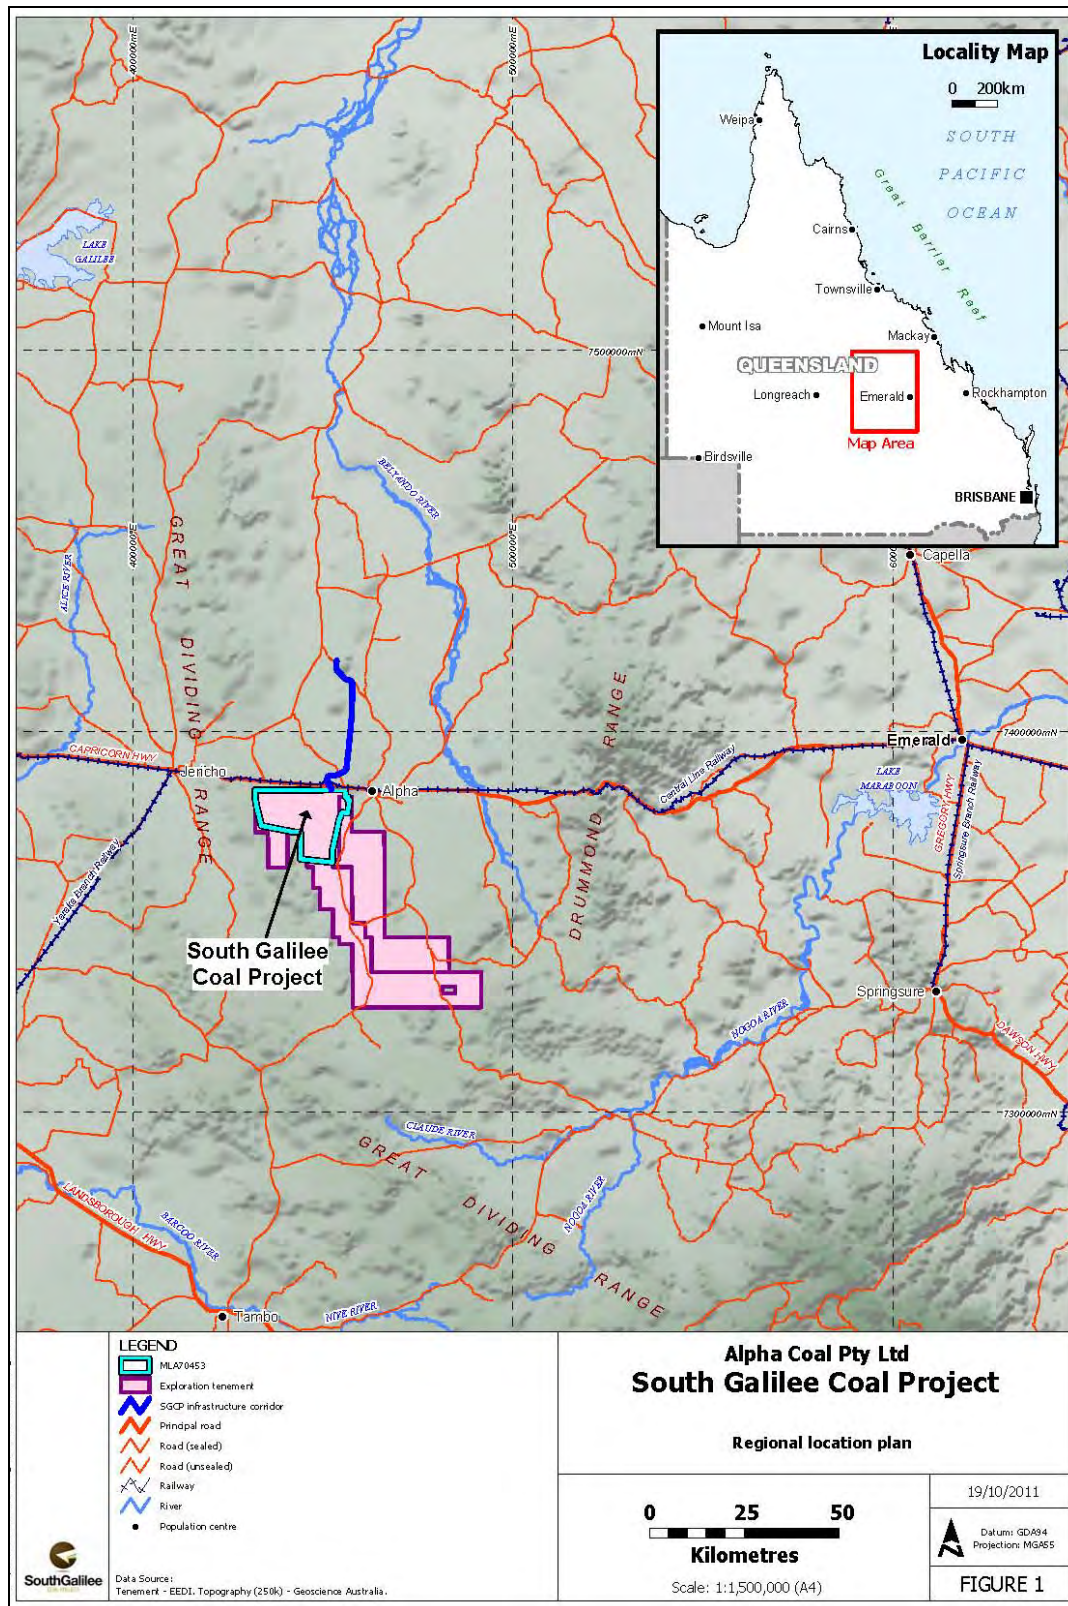 Locality Map
0 200km
SOUTH
PACIFIC
OCEAN
Great Barrier Reef
Weipa
Cairns
Townsville
Mount Isa
Mackay
QUEENSLAND
Longreach
Emerald
Rockhampton
Map Area
Birdsville
BRISBANE
400000mE
500000mE
LAKE
GALILEE
7500000mN
BELYANDO RIVER
GREAT DIVIDING RANGE
ALICE RIVER
400000mE
500000mE
Capella
DRUMMOND RANGE
7400000mN
Emerald
CAPRICORN HWY
Jericho
Alpha
Central Line Railway
LAKE
MARABOON
GREGORY HWY
Springsure Branch Railway
Yaraka Branch Railway
South Galilee
Coal Project
Springsure
NOGOA RIVER
DAWSON HWY
7300000mN
CLAUDE RIVER
GREAT DIVIDING RANGE
NOGOA RIVER
LANDSBOROUGH HWY
BARCOO RIVER
NIVE RIVER
Tambo
LEGEND
MLA70453
Exploration tenement
SGCP infrastructure corridor
Principal road
Road (sealed)
Road (unsealed)
Railway
River
Population centre
SouthGalilee
Data Source:
Tenement - EEDI. Topography (250k) - Geoscience Australia.
Alpha Coal Pty Ltd
South Galilee Coal Project
Regional location plan
0 25 50
Kilometres
Scale: 1:1,500,000 (A4)
19/10/2011
Datum: GDA94
Projection: MGA55
FIGURE 1